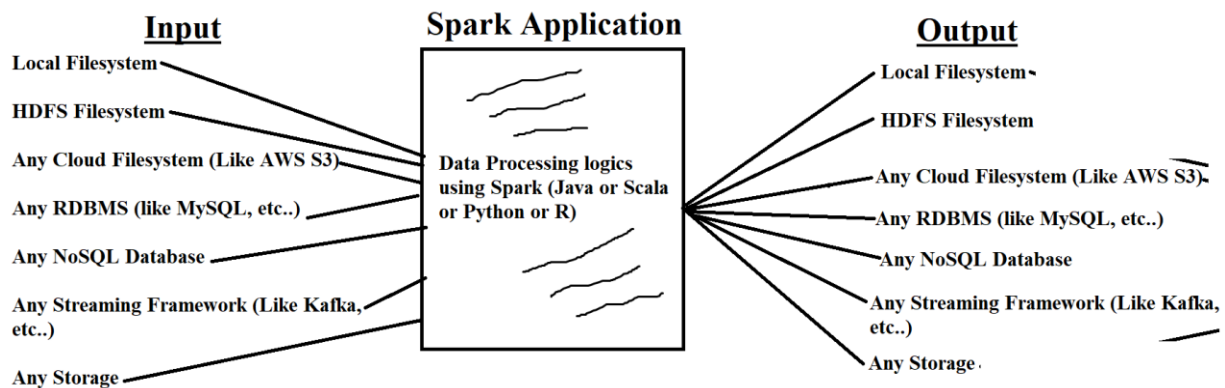 Input
Spark Application
Output
Local Filesystem
HDFS Filesystem
Any Cloud Filesystem (Like AWS S3)
Any RDBMS (like MySQL, etc..)
Any NoSQL Database
Any Streaming Framework (Like Kafka,
etc..)
Any Storage
Data Processing logics
using Spark (Java or Scala
or Python or R)
Local Filesystem
HDFS Filesystem
Any Cloud Filesystem (Like AWS S3)
Any RDBMS (like MySQL, etc..)
Any NoSQL Database
Any Streaming Framework (Like Kafka,
etc..)
Any Storage